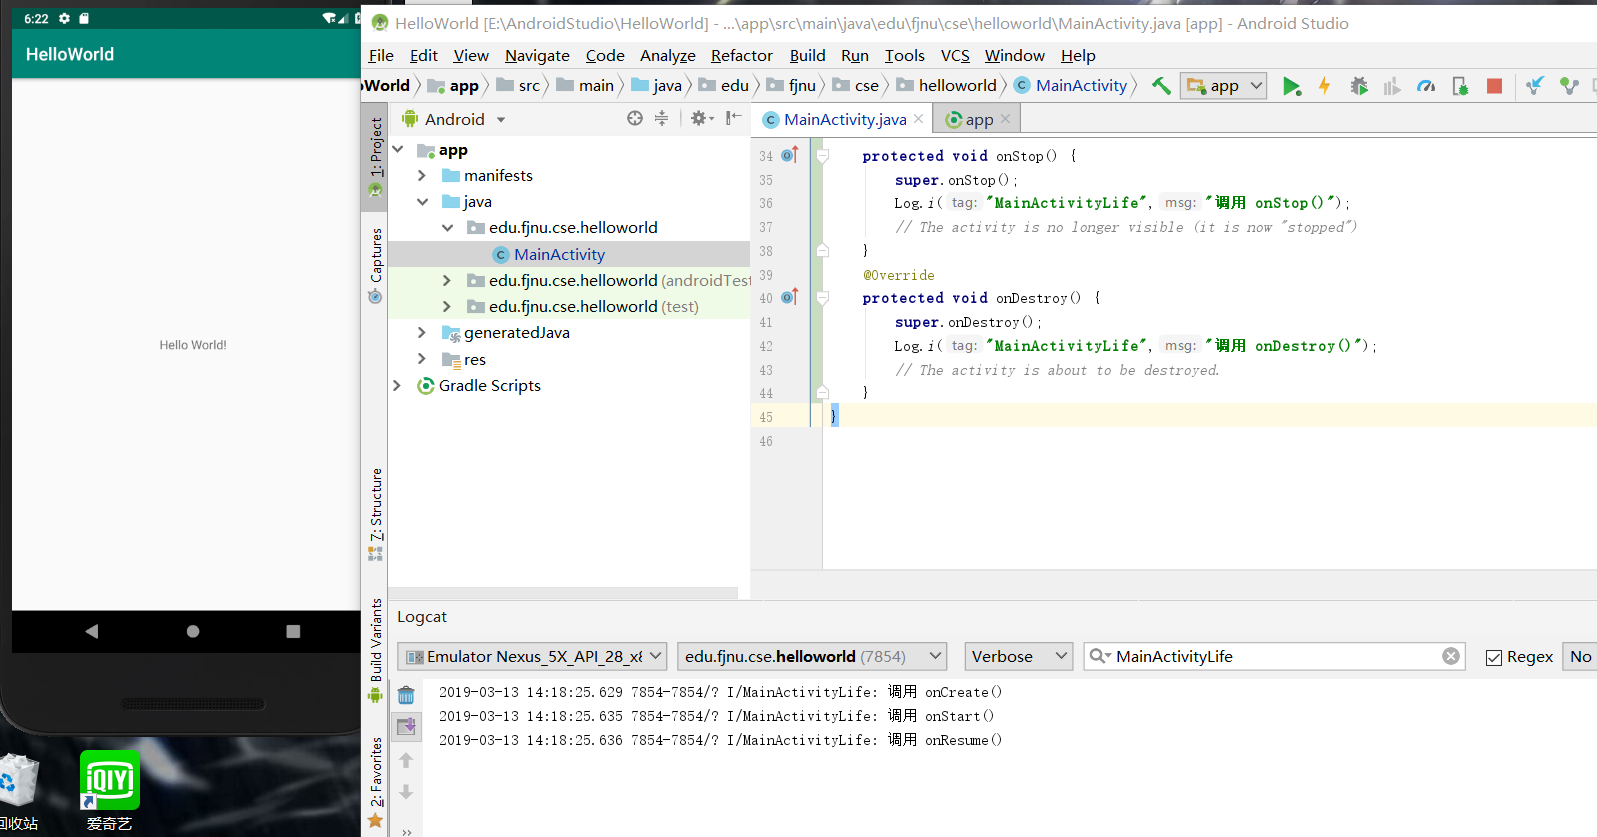 6:22
HelloWorld
Hello World!
回收站
iQIYI
爱奇艺
HelloWorld [E:\AndroidStudio\HelloWorld] - ...\app\src\main\java\edu\fjnu\cse\helloworld\MainActivity.java [app] - Android Studio
File Edit View Navigate Code Analyze Refactor Build Run Tools VCS Window Help
World app src main java edu fjnu cse helloworld MainActivity app
1: Project
Captures
7: Structure
Build Variants
2: Favorites
Android
app
manifests
java
edu.fjnu.cse.helloworld
MainActivity
edu.fjnu.cse.helloworld (androidTest
edu.fjnu.cse.helloworld (test)
generatedJava
res
Gradle Scripts
MainActivity.java app
34 protected void onStop() {
35 super.onStop();
36 Log.i( tag: "MainActivityLife", msg: "调用 onStop()");
37 // The activity is no longer visible (it is now "stopped")
38 }
39 @Override
40 protected void onDestroy() {
41 super.onDestroy();
42 Log.i( tag: "MainActivityLife", msg: "调用 onDestroy()");
43 // The activity is about to be destroyed.
44 }
45 }
46
Logcat
Emulator Nexus_5X_API_28_x8 edu.fjnu.cse.helloworld (7854) Verbose MainActivityLife Regex No
2019-03-13 14:18:25.629 7854-7854/? I/MainActivityLife: 调用 onCreate()
2019-03-13 14:18:25.635 7854-7854/? I/MainActivityLife: 调用 onStart()
2019-03-13 14:18:25.636 7854-7854/? I/MainActivityLife: 调用 onResume()